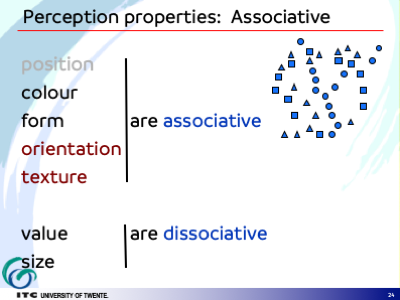 Perception properties: Associative
position
colour
form
are associative
orientation
texture
value
are dissociative
size
ITC UNIVERSITY OF TWENTE.
24